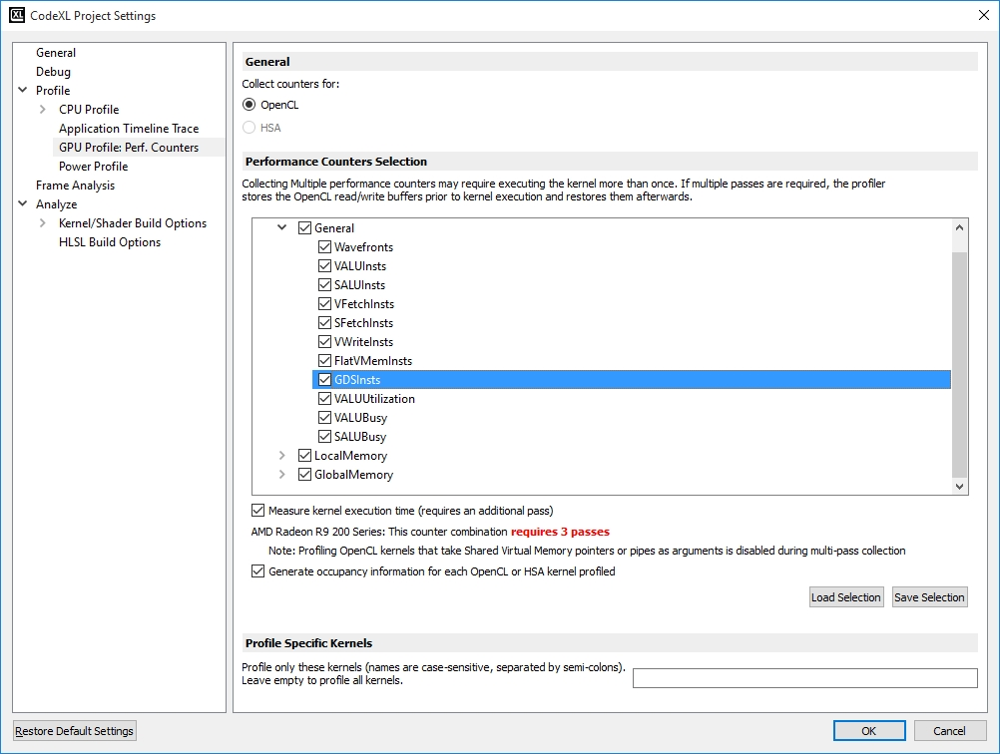 XL CodeXL Project Settings
General
Debug
Profile
CPU Profile
Application Timeline Trace
GPU Profile: Perf. Counters
Power Profile
Frame Analysis
Analyze
Kernel/Shader Build Options
HLSL Build Options
General
Collect counters for:
OpenCL
HSA
Performance Counters Selection
Collecting Multiple performance counters may require executing the kernel more than once. If multiple passes are required, the profiler
stores the OpenCL read/write buffers prior to kernel execution and restores them afterwards.
General
Wavefronts
VALUInsts
SALUInsts
VFetchInsts
SFetchInsts
VWriteInsts
FlatVMemInsts
GDSInsts
VALUUtilization
VALUBusy
SALUBusy
LocalMemory
GlobalMemory
Measure kernel execution time (requires an additional pass)
AMD Radeon R9 200 Series: This counter combination requires 3 passes
Note: Profiling OpenCL kernels that take Shared Virtual Memory pointers or pipes as arguments is disabled during multi-pass collection
Generate occupancy information for each OpenCL or HSA kernel profiled
Load Selection Save Selection
Profile Specific Kernels
Profile only these kernels (names are case-sensitive, separated by semi-colons).
Leave empty to profile all kernels.
Restore Default Settings OK Cancel